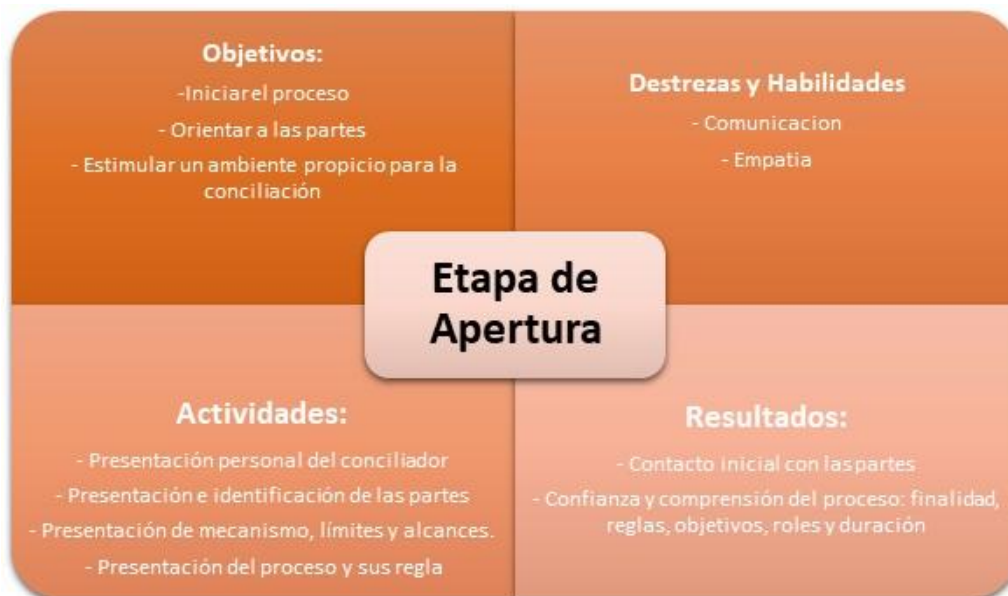 Objetivos:
-Iniciar el proceso
- Orientar a las partes
- Estimular un ambiente propicio para la
conciliación
Destrezas y Habilidades
- Comunicacion
- Empatia
Etapa de
Apertura
Actividades:
- Presentación personal del conciliador
- Presentación e identificación de las partes
- Presentación de mecanismo, límites y alcances.
- Presentación del proceso y sus regla
Resultados:
- Contacto inicial con las partes
- Confianza y comprensión del proceso: finalidad,
reglas, objetivos, roles y duración